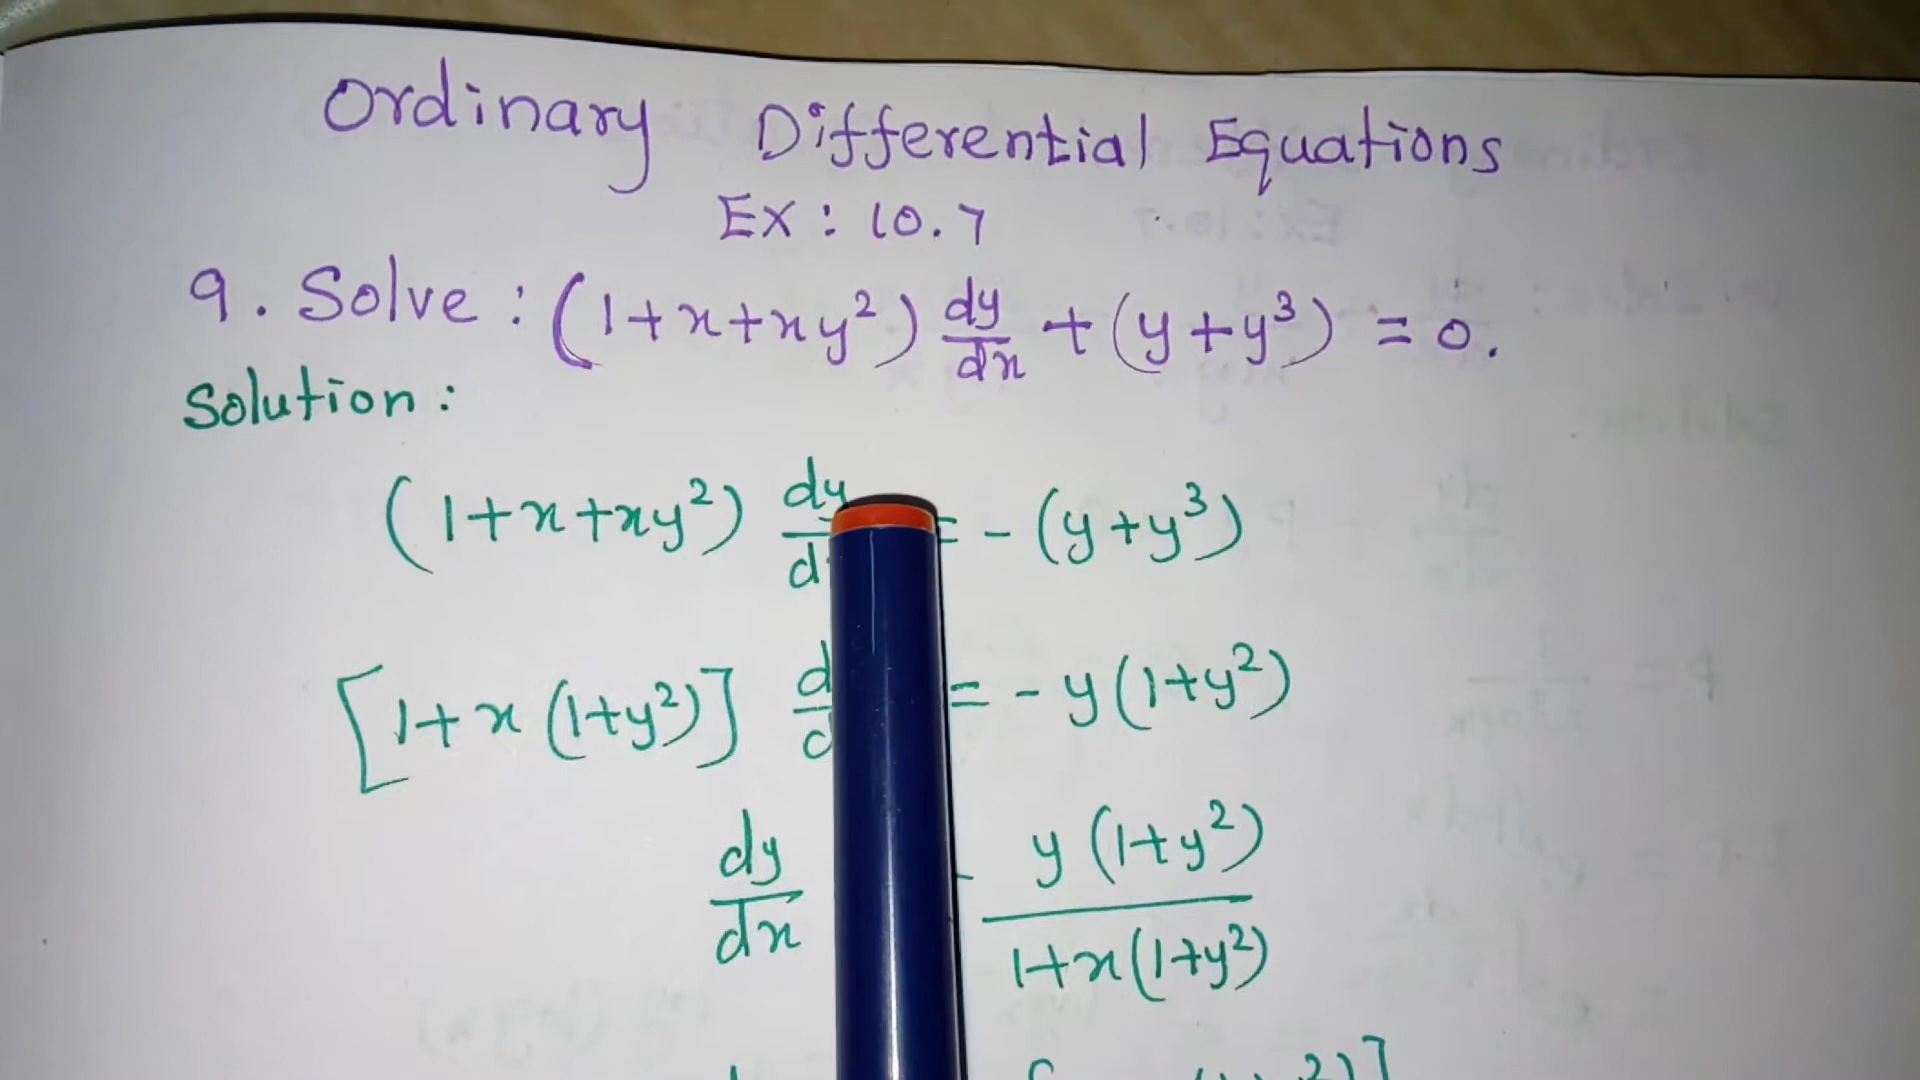 Ordinary Differential Equations
EX : 10.7
9. Solve : (1+x+xy²) dy/dx + (y+y³) = 0.
Solution :
(1+x+xy²) dy = - (y+y³)
[1+x(1+y²)] d = - y(1+y²)
dy/dx - y(1+y²)/1+x(1+y²)